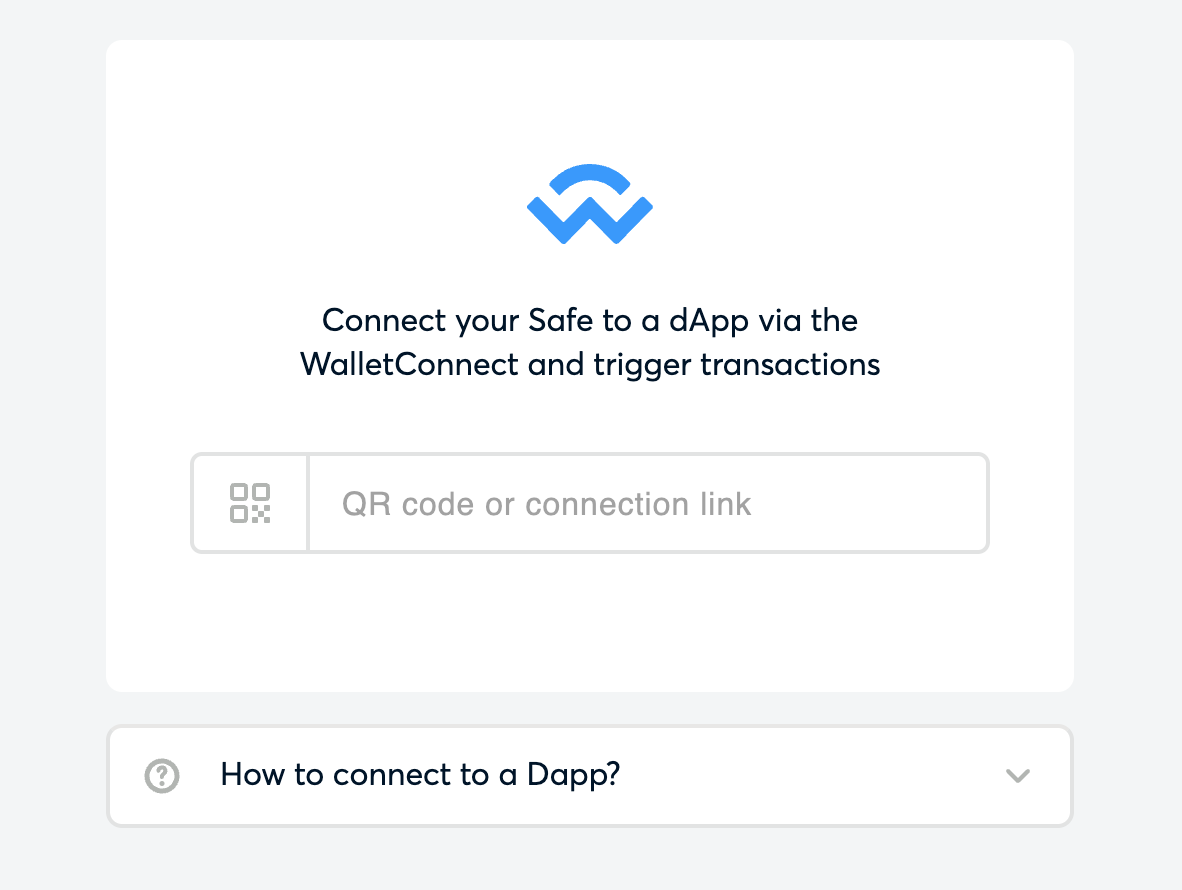 Connect your Safe to a dApp via the
WalletConnect and trigger transactions
QR code or connection link
How to connect to a Dapp?